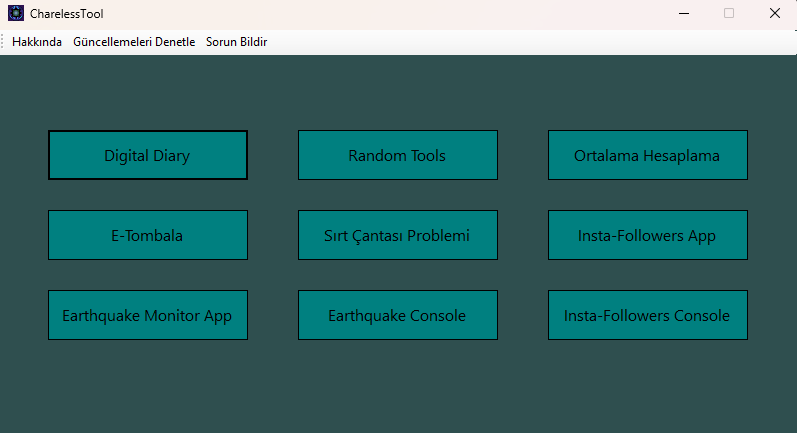 CharelessTool
Hakkında Güncellemeleri Denetle Sorun Bildir
Digital Diary Random Tools Ortalama Hesaplama
E-Tombala Sırt Çantası Problemi Insta-Followers App
Earthquake Monitor App Earthquake Console Insta-Followers Console